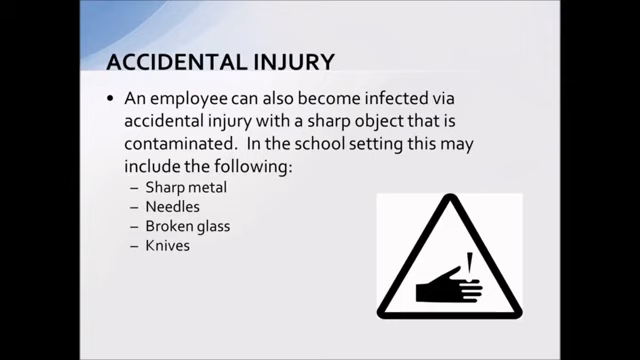 ACCIDENTAL INJURY
• An employee can also become infected via
accidental injury with a sharp object that is
contaminated. In the school setting this may
include the following:
– Sharp metal
– Needles
– Broken glass
– Knives